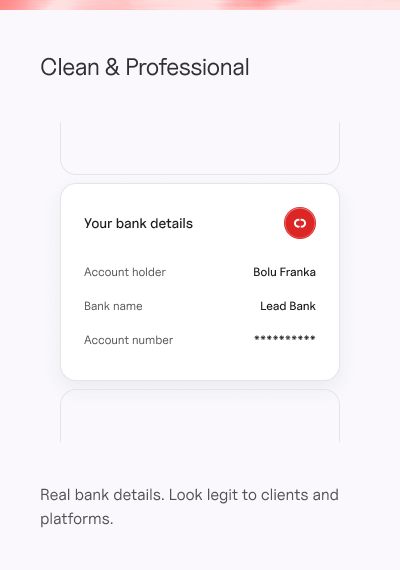 Clean & Professional
Your bank details
Account holder Bolu Franka
Bank name Lead Bank
Account number **********
Real bank details. Look legit to clients and
platforms.